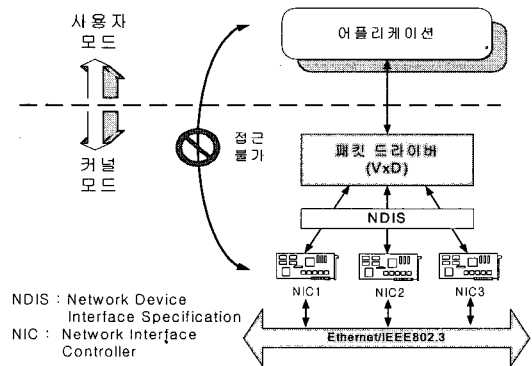 사용자
모드
어플리케이션
접근
불가
커널
모드
패킷 드라이버
(VxD)
NDIS
NIC1
NIC2
NIC3
NDIS : Network Device
Interface Specification
NIC : Network Interface
Controller
Ethernet/IEEE802.3